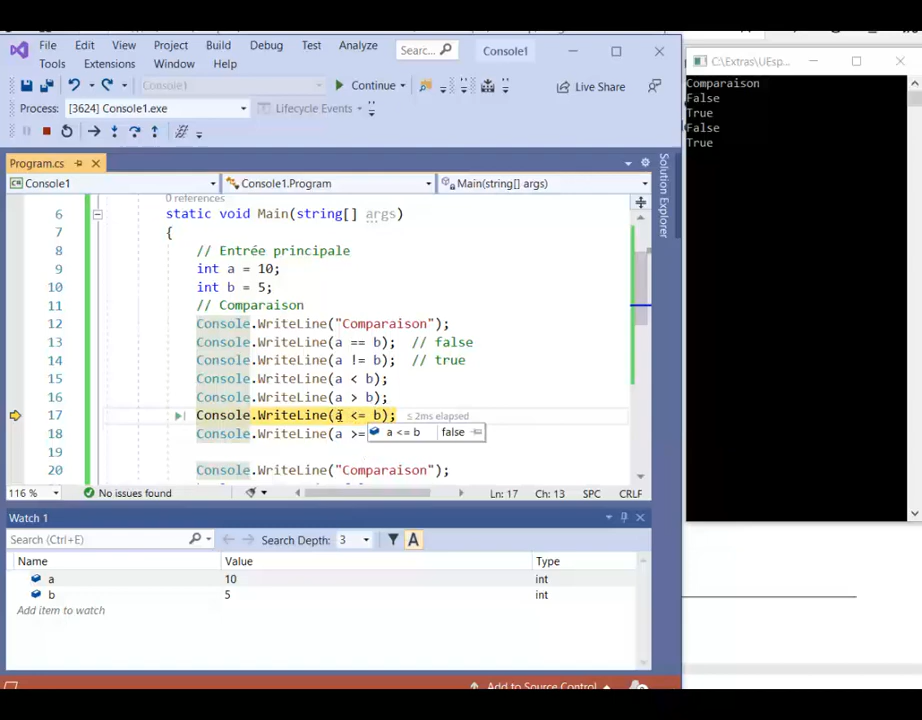 File Edit View Project Build Debug Test Analyze Searc... Console1
Tools Extensions Window Help
Console1 Continue Live Share
Process: [3624] Console1.exe Lifecycle Events
Program.cs
Console1 Console1.Program Main(string[] args)
0 references
6 static void Main(string[] args)
7 {
8 // Entrée principale
9 int a = 10;
10 int b = 5;
11 // Comparaison
12 Console.WriteLine("Comparaison");
13 Console.WriteLine(a == b); // false
14 Console.WriteLine(a != b); // true
15 Console.WriteLine(a < b);
16 Console.WriteLine(a > b);
17 Console.WriteLine(a <= b); ≤ 2ms elapsed
a <= b false
18 Console.WriteLine(a >=
19
20 Console.WriteLine("Comparaison");
116 % No issues found Ln: 17 Ch: 13 SPC CRLF
Watch 1
Search (Ctrl+E) Search Depth: 3 A
Name Value Type
a 10 int
b 5 int
Add item to watch
Add to Source Control
Solution Explorer
C:\Extras\UEsp...
Comparaison
False
True
False
True